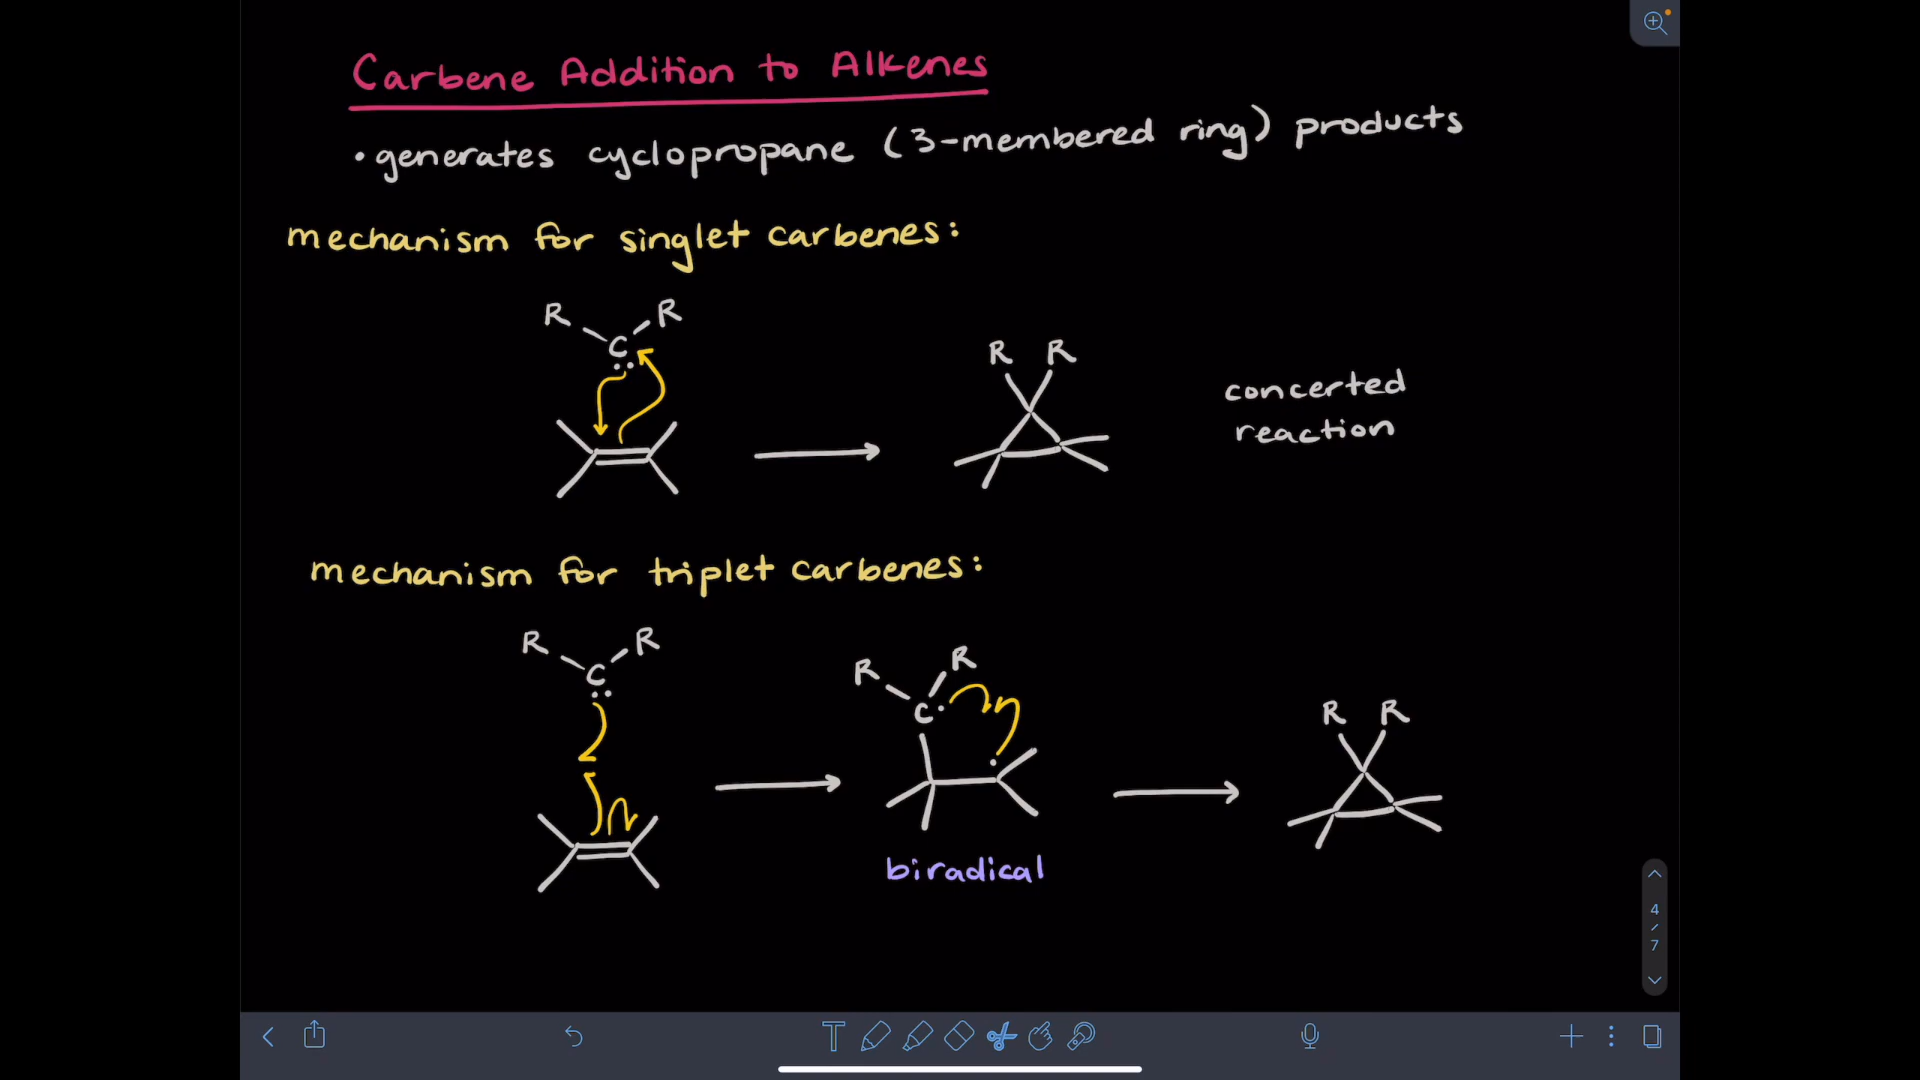 Carbene Addition to Alkenes
• generates cyclopropane (3-membered ring) products
mechanism for singlet carbenes:
R R
C
R R
concerted
reaction
mechanism for triplet carbenes:
R R
C
R R
C
R R
biradical
4
/
7
T